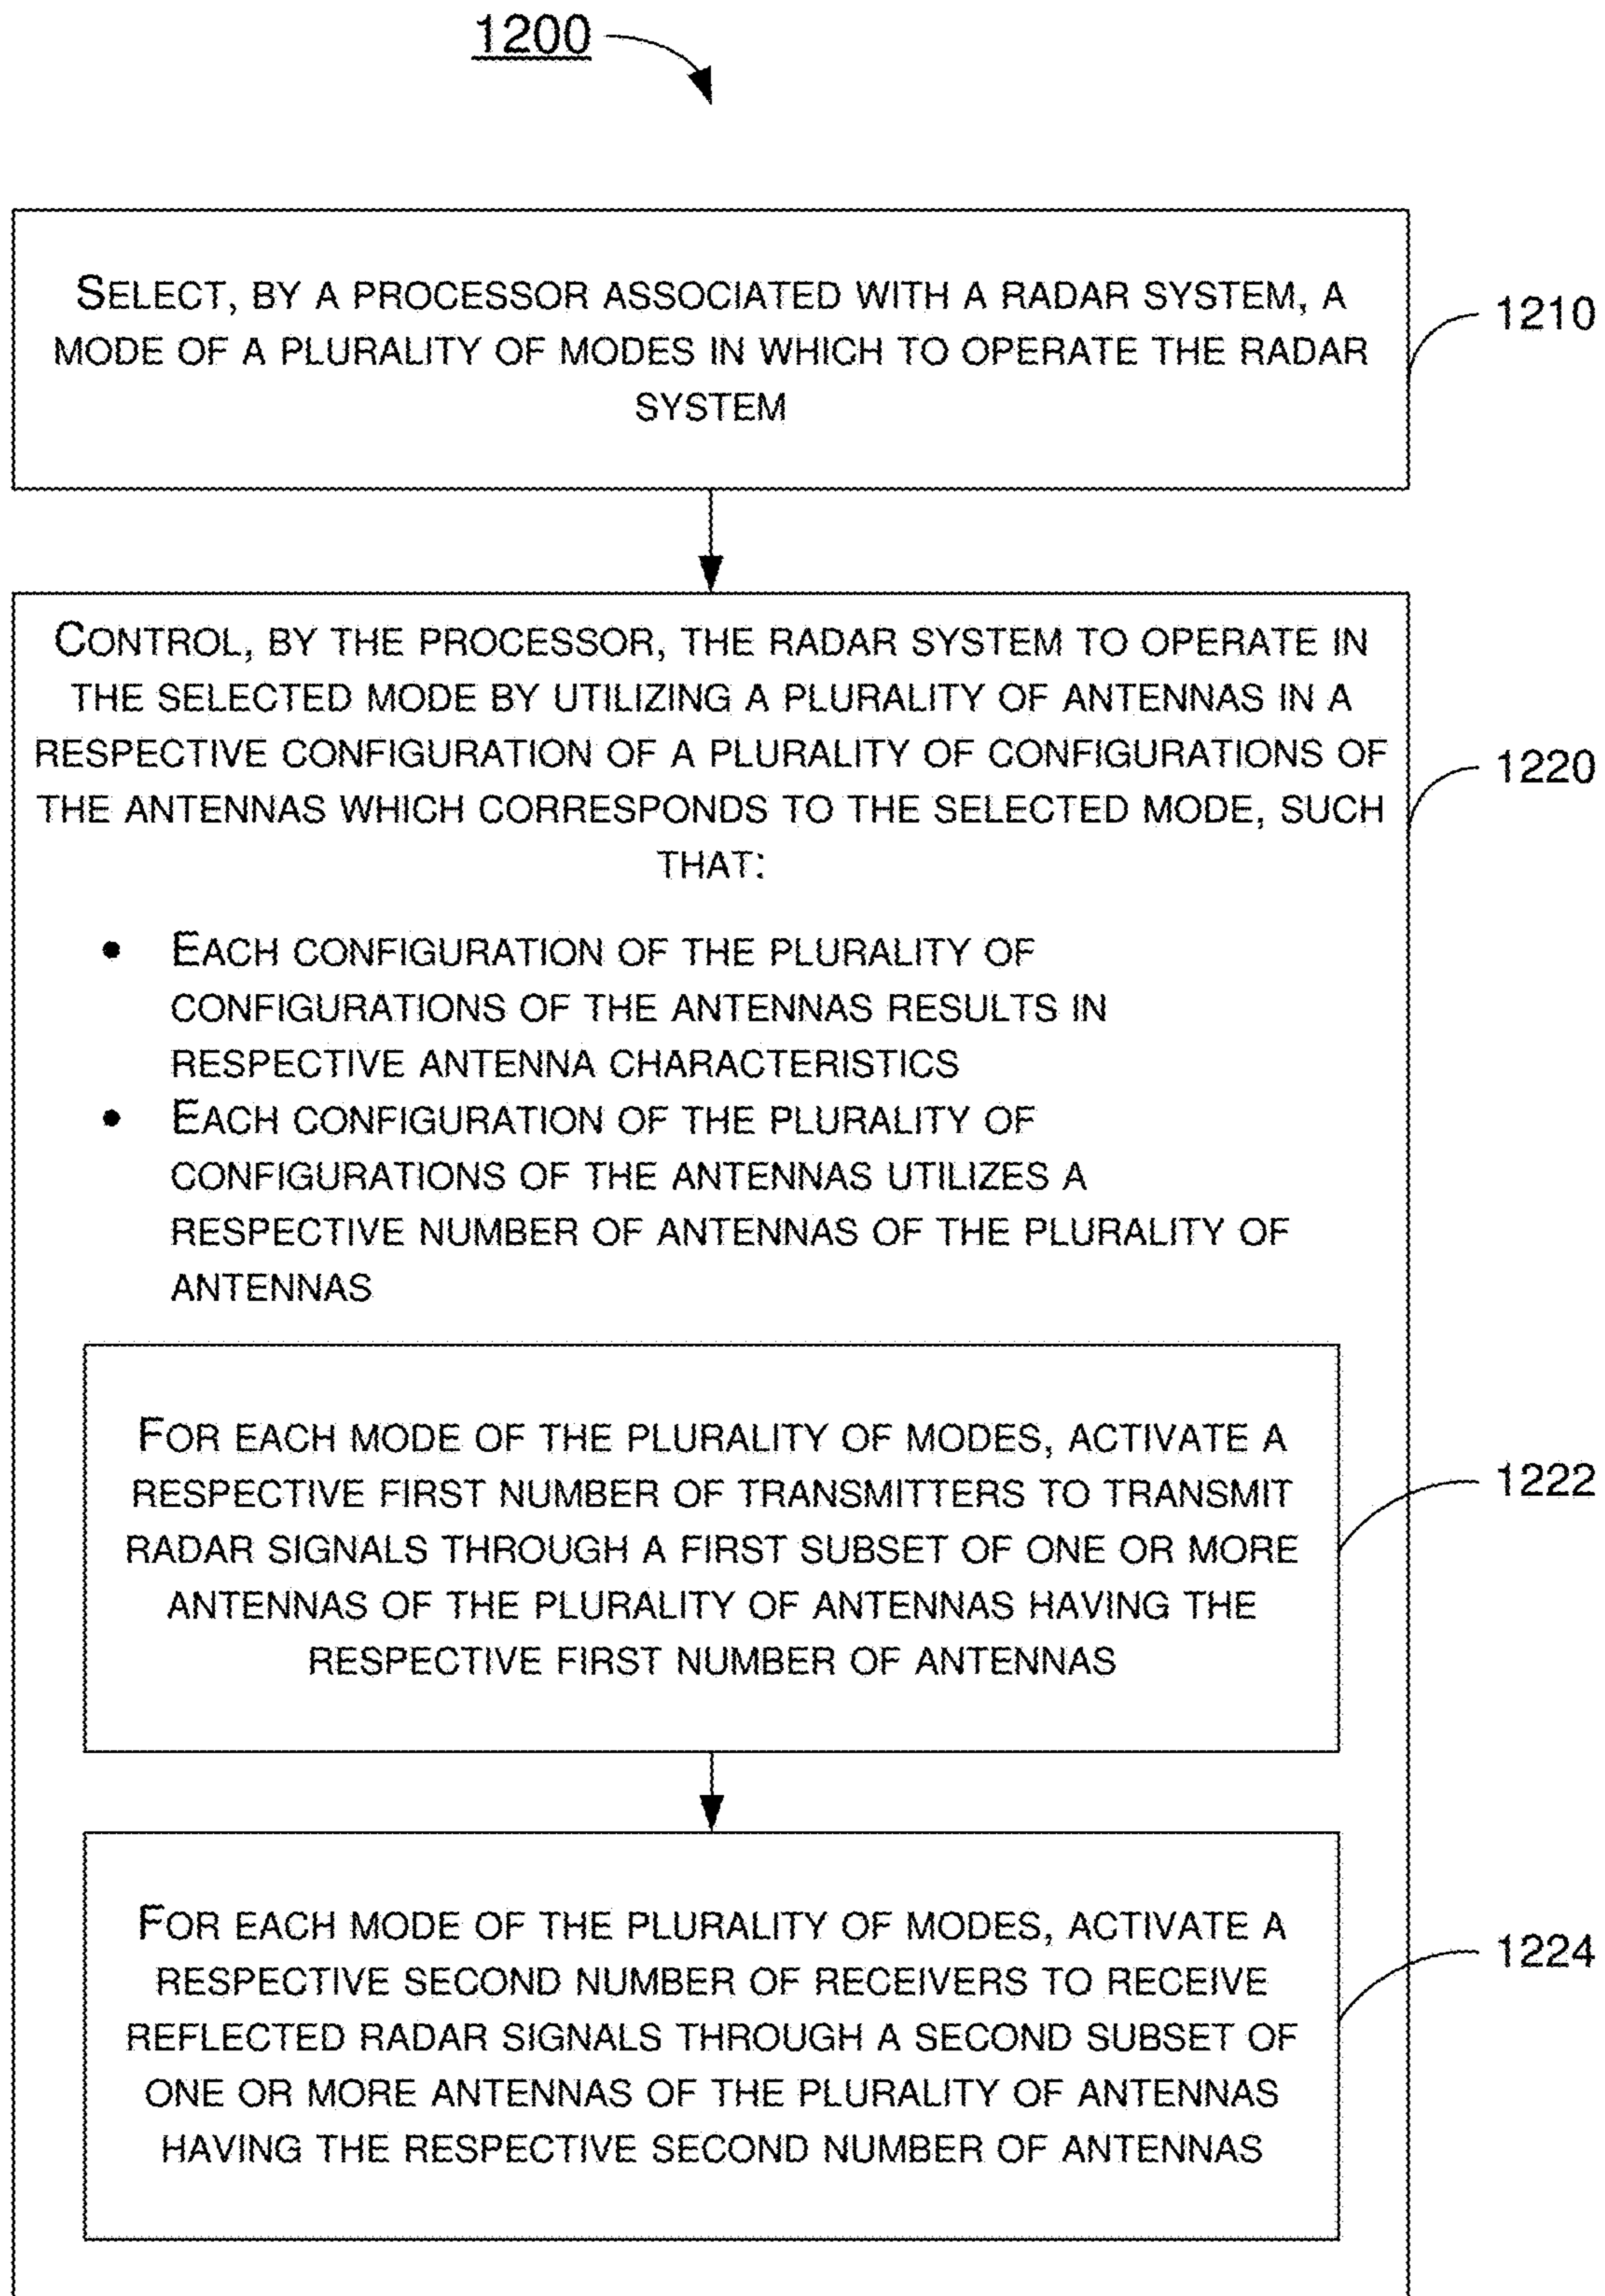 1200
SELECT, BY A PROCESSOR ASSOCIATED WITH A RADAR SYSTEM, A
MODE OF A PLURALITY OF MODES IN WHICH TO OPERATE THE RADAR
SYSTEM
1210
CONTROL, BY THE PROCESSOR, THE RADAR SYSTEM TO OPERATE IN
THE SELECTED MODE BY UTILIZING A PLURALITY OF ANTENNAS IN A
RESPECTIVE CONFIGURATION OF A PLURALITY OF CONFIGURATIONS OF
THE ANTENNAS WHICH CORRESPONDS TO THE SELECTED MODE, SUCH
THAT:
1220
• EACH CONFIGURATION OF THE PLURALITY OF
CONFIGURATIONS OF THE ANTENNAS RESULTS IN
RESPECTIVE ANTENNA CHARACTERISTICS
• EACH CONFIGURATION OF THE PLURALITY OF
CONFIGURATIONS OF THE ANTENNAS UTILIZES A
RESPECTIVE NUMBER OF ANTENNAS OF THE PLURALITY OF
ANTENNAS
FOR EACH MODE OF THE PLURALITY OF MODES, ACTIVATE A
RESPECTIVE FIRST NUMBER OF TRANSMITTERS TO TRANSMIT
RADAR SIGNALS THROUGH A FIRST SUBSET OF ONE OR MORE
ANTENNAS OF THE PLURALITY OF ANTENNAS HAVING THE
RESPECTIVE FIRST NUMBER OF ANTENNAS
1222
FOR EACH MODE OF THE PLURALITY OF MODES, ACTIVATE A
RESPECTIVE SECOND NUMBER OF RECEIVERS TO RECEIVE
REFLECTED RADAR SIGNALS THROUGH A SECOND SUBSET OF
ONE OR MORE ANTENNAS OF THE PLURALITY OF ANTENNAS
HAVING THE RESPECTIVE SECOND NUMBER OF ANTENNAS
1224